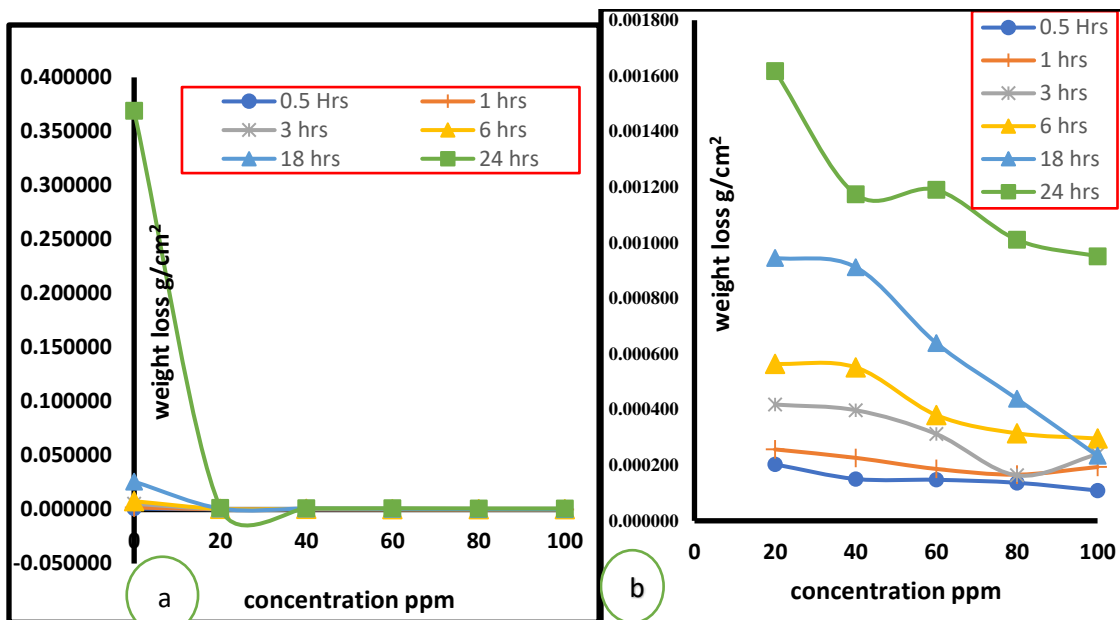 0.400000
0.350000
0.300000
0.250000
0.200000
0.150000
0.100000
0.050000
0.000000
-0.050000
weight loss g/cm²
0.5 Hrs 1 hrs
3 hrs 6 hrs
18 hrs 24 hrs
0 20 40 60 80 100
concentration ppm
a
0.001800
0.001600
0.001400
0.001200
0.001000
0.000800
0.000600
0.000400
0.000200
0.000000
weight loss g/cm²
0.5 Hrs
1 hrs
3 hrs
6 hrs
18 hrs
24 hrs
0 20 40 60 80 100
concentration ppm
b